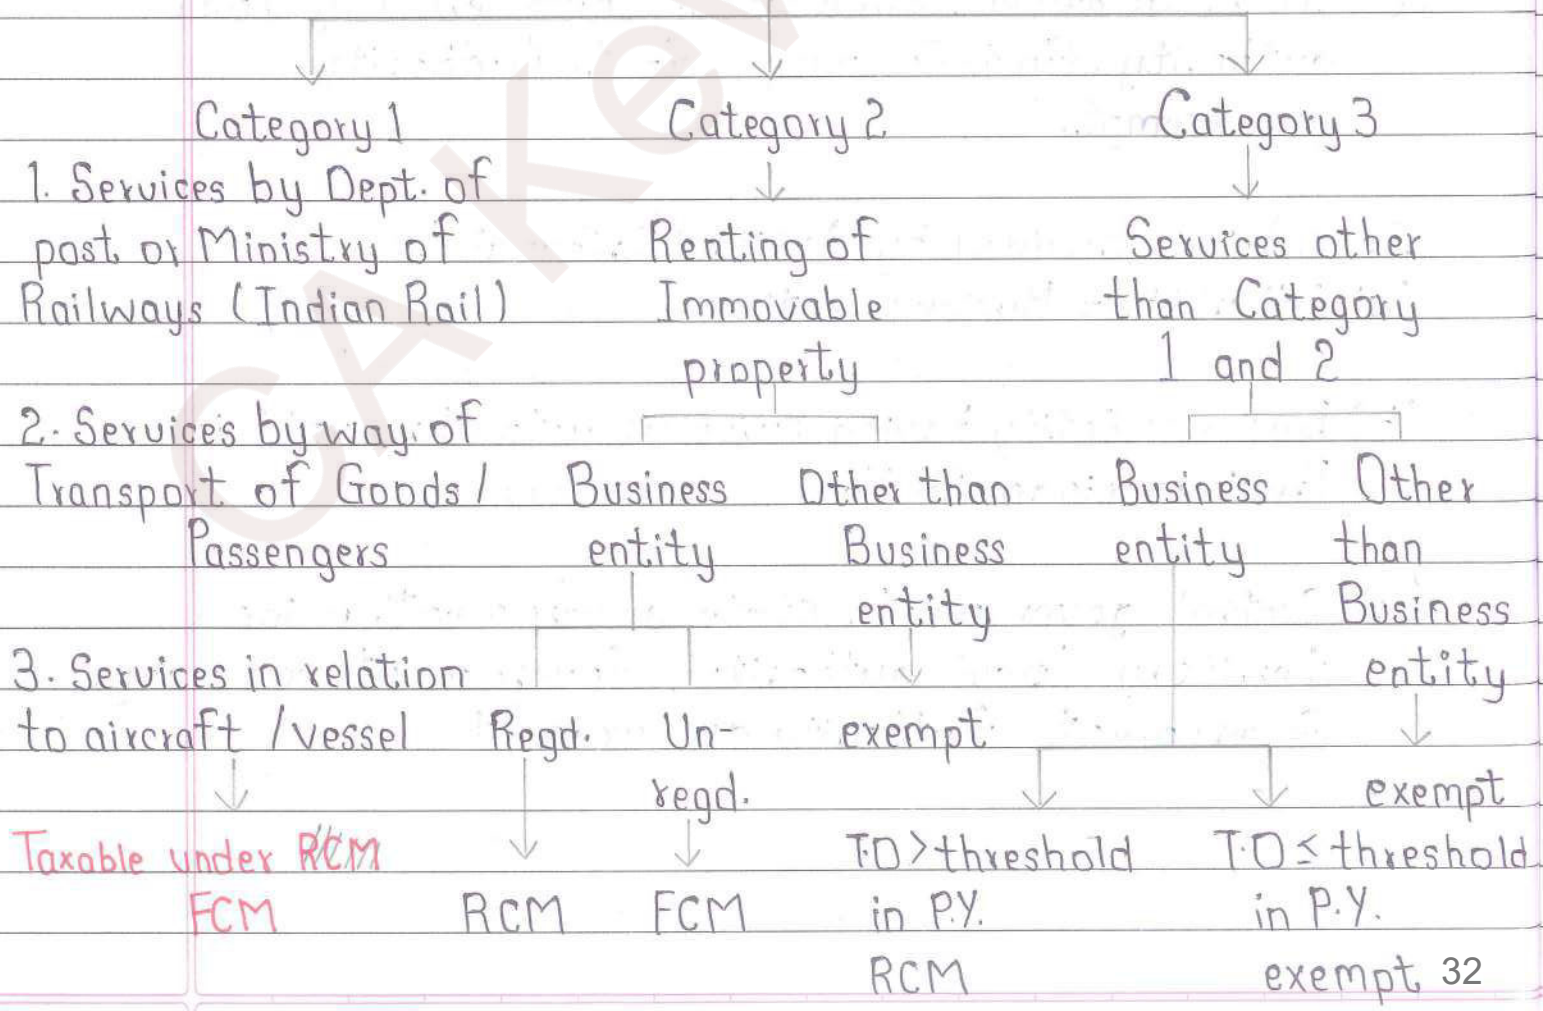 Category 1
Category 2
Category 3
1. Services by Dept. of
post or Ministry of
Railways (Indian Rail)
Renting of
Immovable
property
Services other
than Category
1 and 2
2. Services by way of
Transport of Goods /
Passengers
Business
entity
Other than
Business
entity
Business
entity
Other
than
Business
entity
3. Services in relation
to aircraft / vessel
Regd.
Un-
regd.
exempt
exempt
Taxable under RCM
FCM
RCM
FCM
T.O > threshold
in P.Y.
RCM
T.O ≤ threshold
in P.Y.
exempt
32
CA Kev